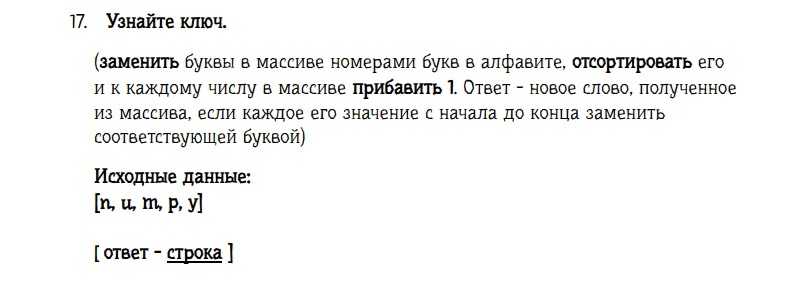 17. Узнайте ключ.
(заменить буквы в массиве номерами букв в алфавите, отсортировать его
и к каждому числу в массиве прибавить 1. Ответ - новое слово, полученное
из массива, если каждое его значение с начала до конца заменить
соответствующей буквой)
Исходные данные:
[n, u, m, p, y]
[ ответ - строка ]